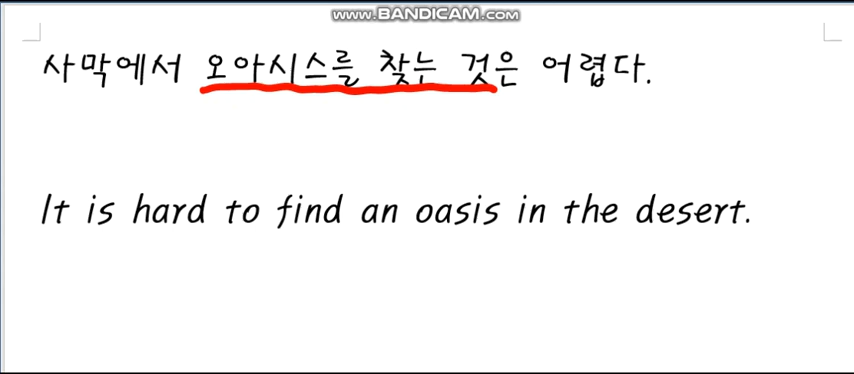 www.BANDICAM.com
사막에서 오아시스를 찾는 것은 어렵다.
It is hard to find an oasis in the desert.